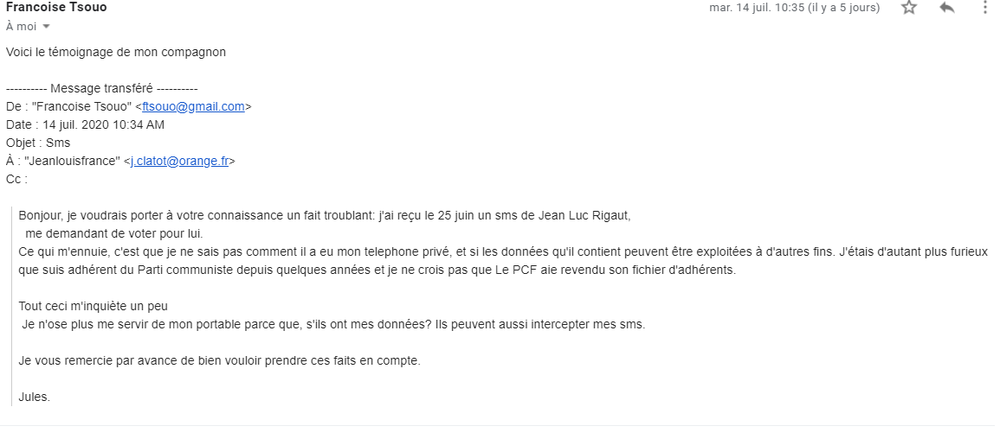 Francoise Tsouo
mar. 14 juil. 10:35 (il y a 5 jours)
À moi
Voici le témoignage de mon compagnon
---------- Message transféré ----------
De : "Francoise Tsouo" <ftsouo@gmail.com>
Date : 14 juil. 2020 10:34 AM
Objet : Sms
À : "Jeanlouisfrance" <j.clatot@orange.fr>
Cc :
Bonjour, je voudrais porter à votre connaissance un fait troublant: j'ai reçu le 25 juin un sms de Jean Luc Rigaut,
me demandant de voter pour lui.
Ce qui m'ennuie, c'est que je ne sais pas comment il a eu mon telephone privé, et si les données qu'il contient peuvent être exploitées à d'autres fins. J'étais d'autant plus furieux
que suis adhérent du Parti communiste depuis quelques années et je ne crois pas que Le PCF aie revendu son fichier d'adhérents.
Tout ceci m'inquiète un peu
Je n'ose plus me servir de mon portable parce que, s'ils ont mes données? Ils peuvent aussi intercepter mes sms.
Je vous remercie par avance de bien vouloir prendre ces faits en compte.
Jules.